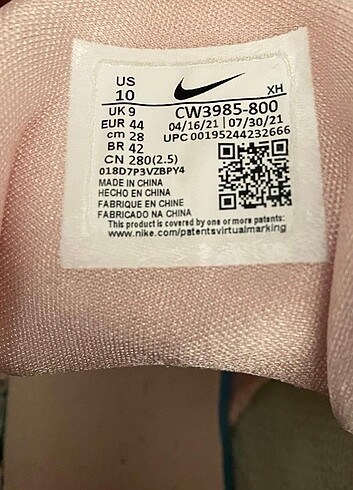 US
10
XH
UK 9
CW3985-800
EUR 44
04/16/21 | 07/30/21
cm 28
UPC 00195244232666
BR 42
CN 280(2.5)
018D7P3VZBPY4
MADE IN CHINA
HECHO EN CHINA
FABRIQUE EN CHINE
FABRICADO NA CHINA
This product is covered by one or more patents:
www.nike.com/patentsvirtualmarking